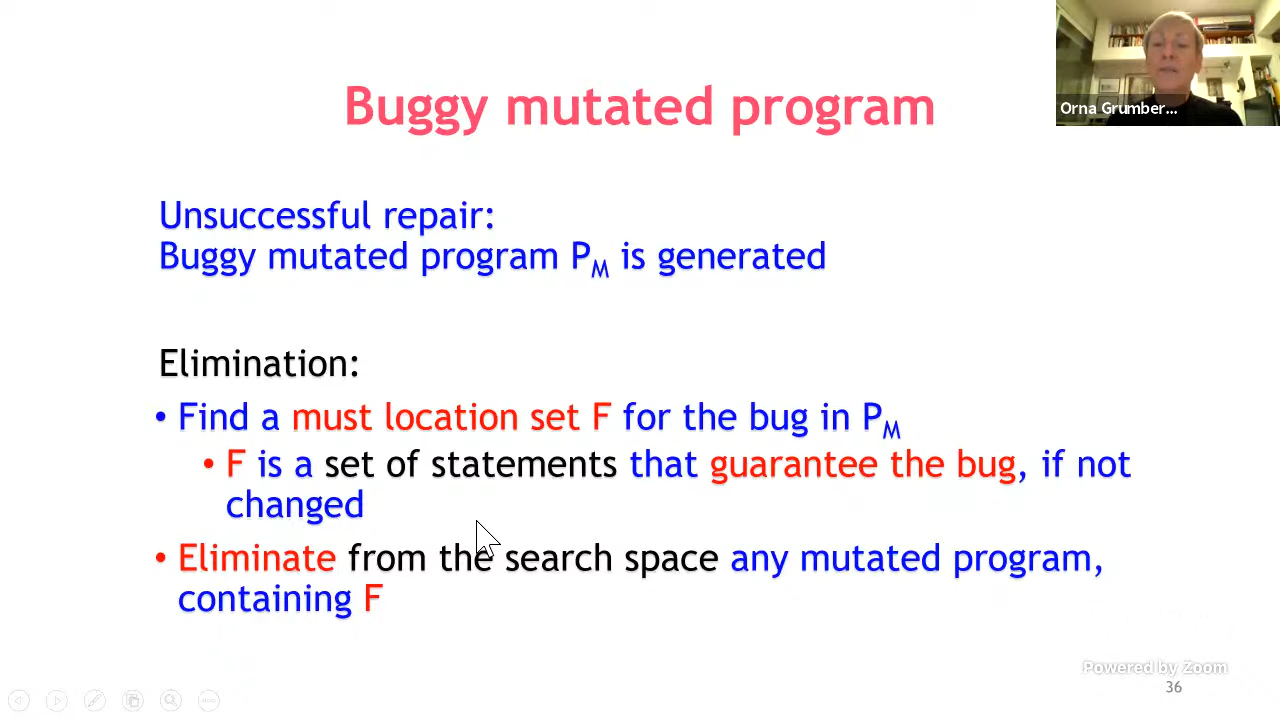 Orna Grumber...
Buggy mutated program
Unsuccessful repair:
Buggy mutated program PM is generated
Elimination:
• Find a must location set F for the bug in PM
• F is a set of statements that guarantee the bug, if not
changed
• Eliminate from the search space any mutated program,
containing F
Powered by Zoom
36